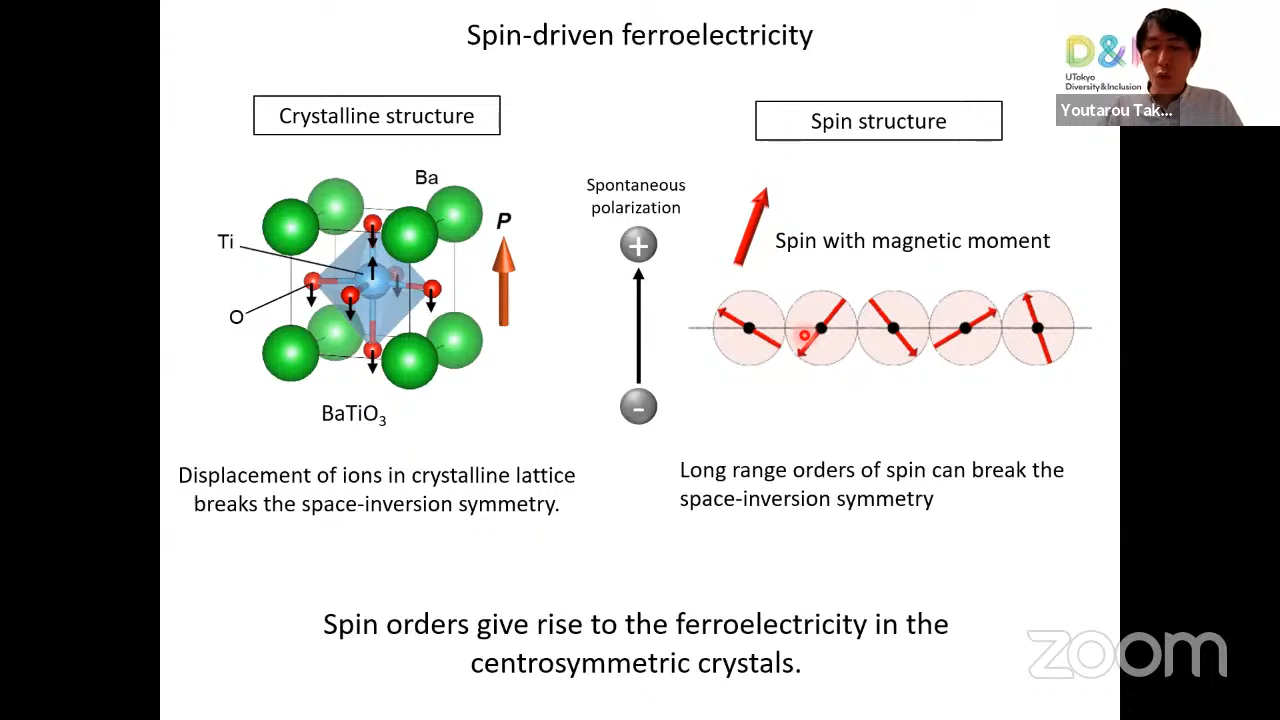 Spin-driven ferroelectricity
D&
UTokyo
Diversity&Inclusion
Youtarou Tak...
Crystalline structure
Spin structure
Ba
Ti
O
P
BaTiO3
Spontaneous
polarization
+
-
Spin with magnetic moment
Displacement of ions in crystalline lattice
breaks the space-inversion symmetry.
Long range orders of spin can break the
space-inversion symmetry
Spin orders give rise to the ferroelectricity in the
centrosymmetric crystals.
zoom